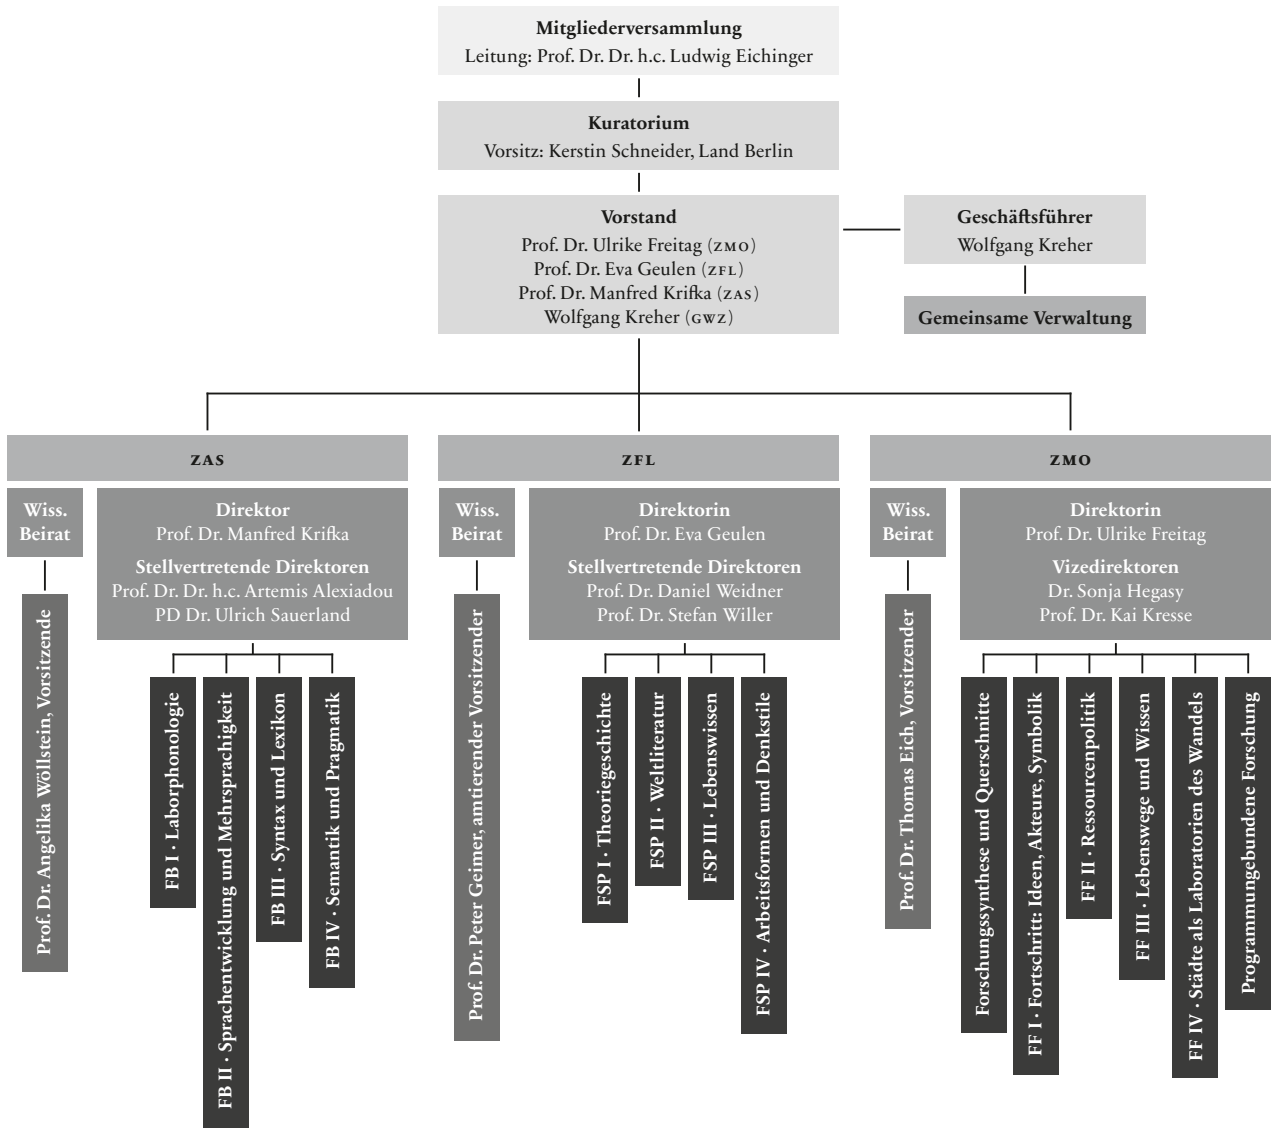 Mitgliederversammlung
Leitung: Prof. Dr. Dr. h.c. Ludwig Eichinger
Kuratorium
Vorsitz: Kerstin Schneider, Land Berlin
Vorstand
Prof. Dr. Ulrike Freitag (ZMO)
Prof. Dr. Eva Geulen (ZFL)
Prof. Dr. Manfred Krifka (ZAS)
Wolfgang Kreher (GWZ)
Geschäftsführer
Wolfgang Kreher
Gemeinsame Verwaltung
ZAS
Wiss.
Beirat
Prof. Dr. Angelika Wöllstein, Vorsitzende
Direktor
Prof. Dr. Manfred Krifka
Stellvertretende Direktoren
Prof. Dr. Dr. h.c. Artemis Alexiadou
PD Dr. Ulrich Sauerland
FB I · Laborphonologie
FB II · Sprachentwicklung und Mehrsprachigkeit
FB III · Syntax und Lexikon
FB IV · Semantik und Pragmatik
ZFL
Wiss.
Beirat
Prof. Dr. Peter Geimer, amtierender Vorsitzender
Direktorin
Prof. Dr. Eva Geulen
Stellvertretende Direktoren
Prof. Dr. Daniel Weidner
Prof. Dr. Stefan Willer
FSP I · Theoriegeschichte
FSP II · Weltliteratur
FSP III · Lebenswissen
FSP IV · Arbeitsformen und Denkstile
ZMO
Wiss.
Beirat
Prof. Dr. Thomas Eich, Vorsitzender
Direktorin
Prof. Dr. Ulrike Freitag
Vizedirektoren
Dr. Sonja Hegasy
Prof. Dr. Kai Kresse
Forschungssynthese und Querschnitte
FF I · Fortschritt: Ideen, Akteure, Symbolik
FF II · Ressourcenpolitik
FF III · Lebenswege und Wissen
FF IV · Städte als Laboratorien des Wandels
Programmungebundene Forschung